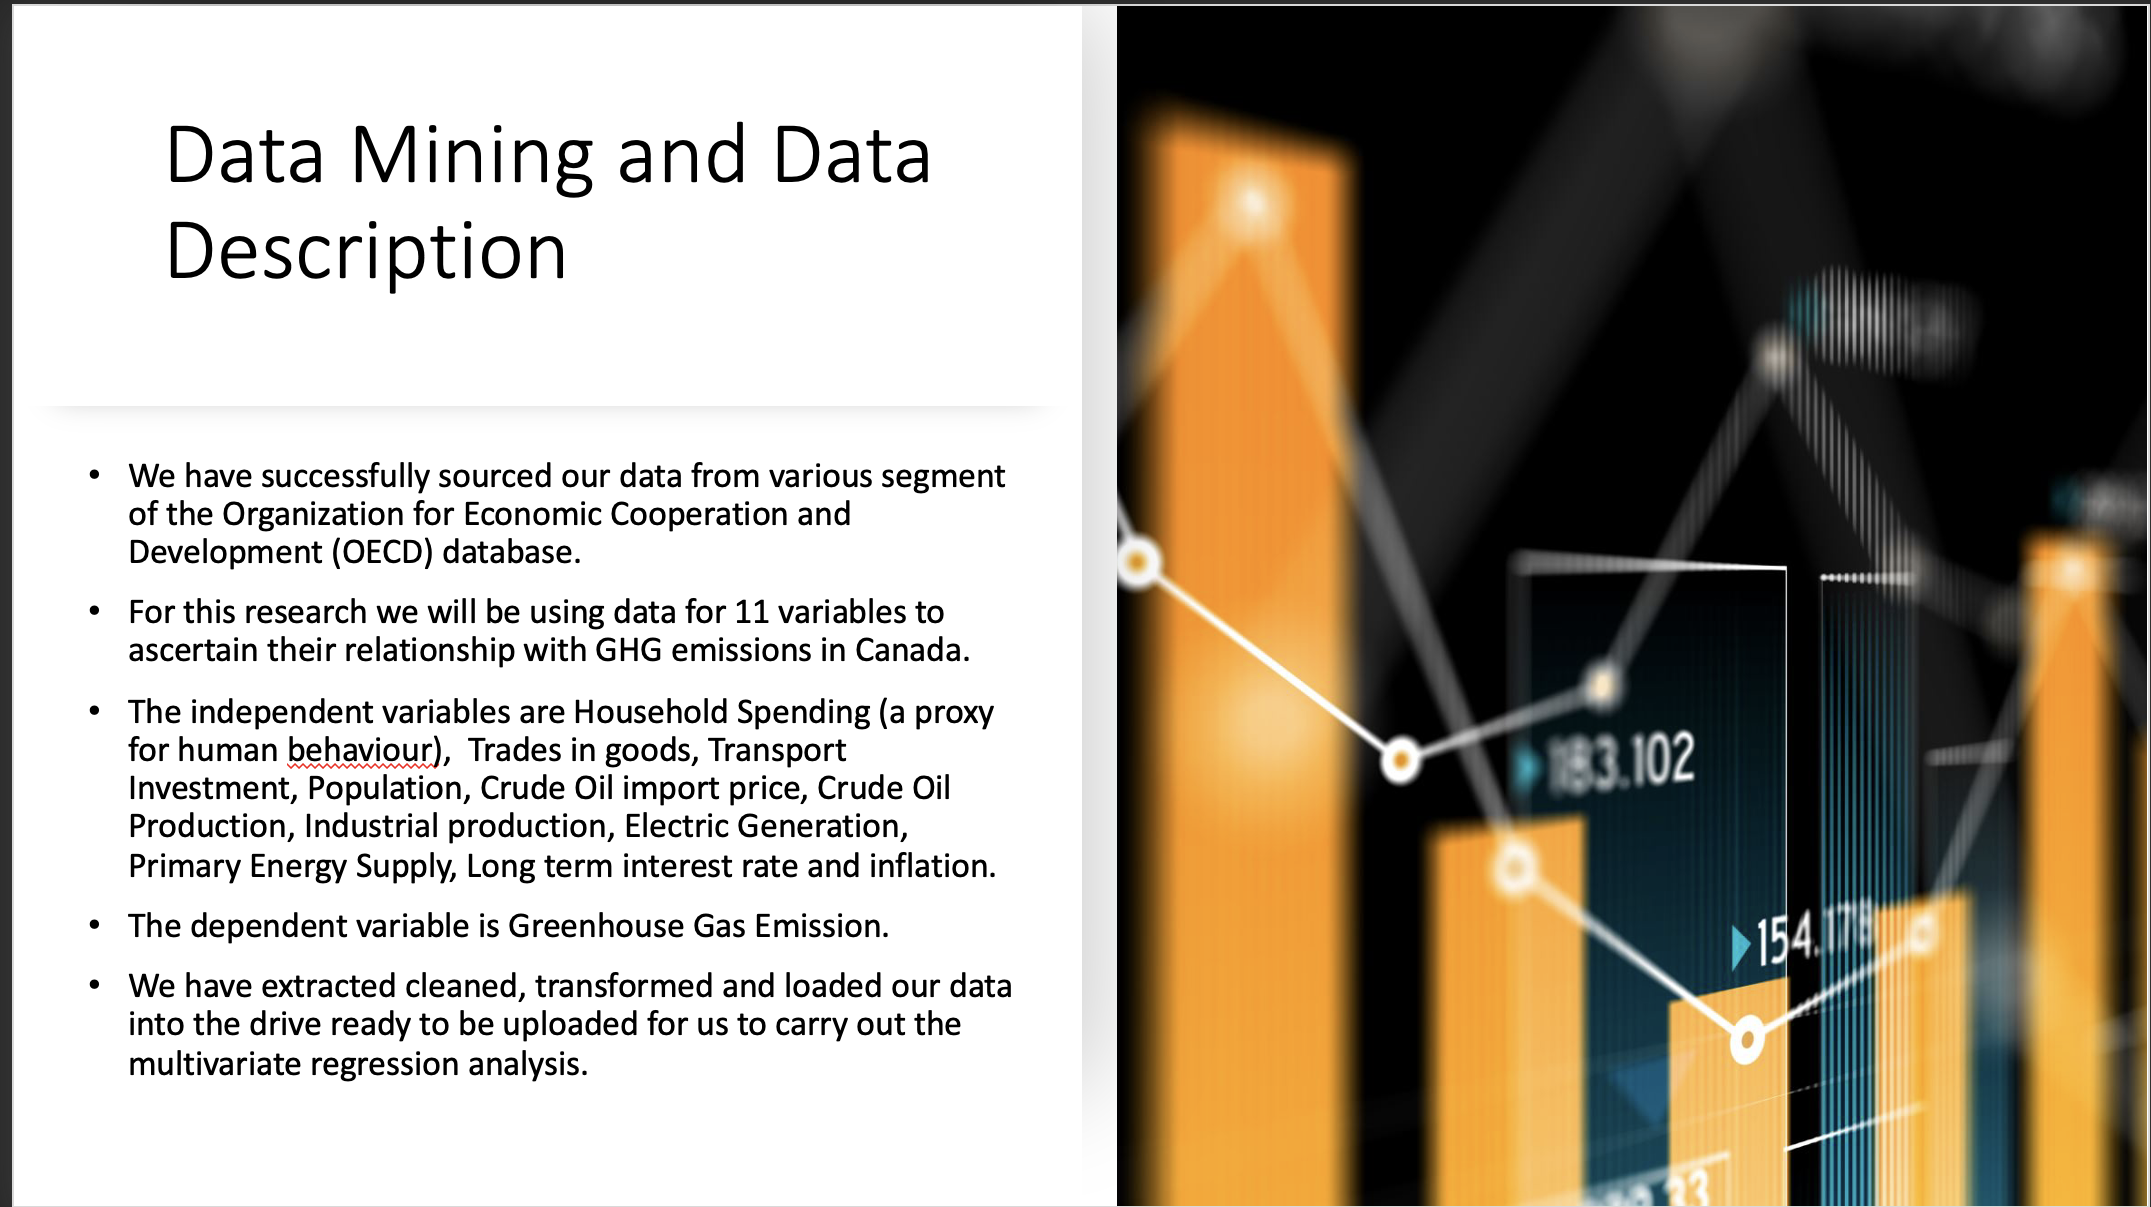 Data Mining and Data
Description
• We have successfully sourced our data from various segment
of the Organization for Economic Cooperation and
Development (OECD) database.
• For this research we will be using data for 11 variables to
ascertain their relationship with GHG emissions in Canada.
• The independent variables are Household Spending (a proxy
for human behaviour),  Trades in goods, Transport
Investment, Population, Crude Oil import price, Crude Oil
Production, Industrial production, Electric Generation,
Primary Energy Supply, Long term interest rate and inflation.
• The dependent variable is Greenhouse Gas Emission.
• We have extracted cleaned, transformed and loaded our data
into the drive ready to be uploaded for us to carry out the
multivariate regression analysis.
183.102
154.178